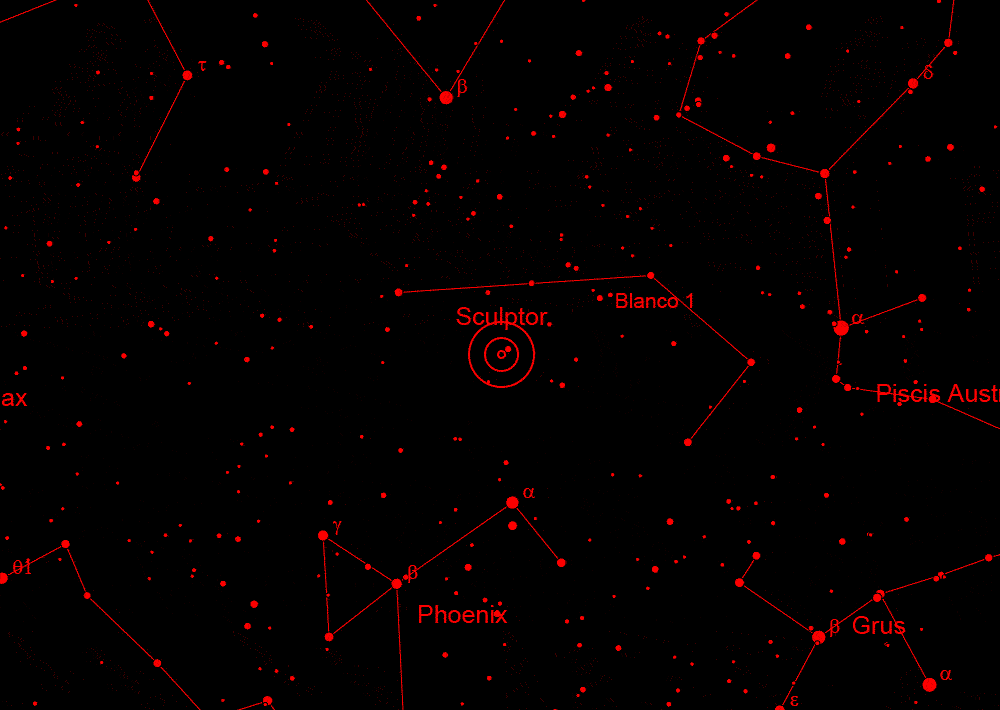 τ
β
δ
Blanco 1
Sculptor
α
Piscis Austr
ax
α
γ
θ1
β
Phoenix
β
Grus
α
ε